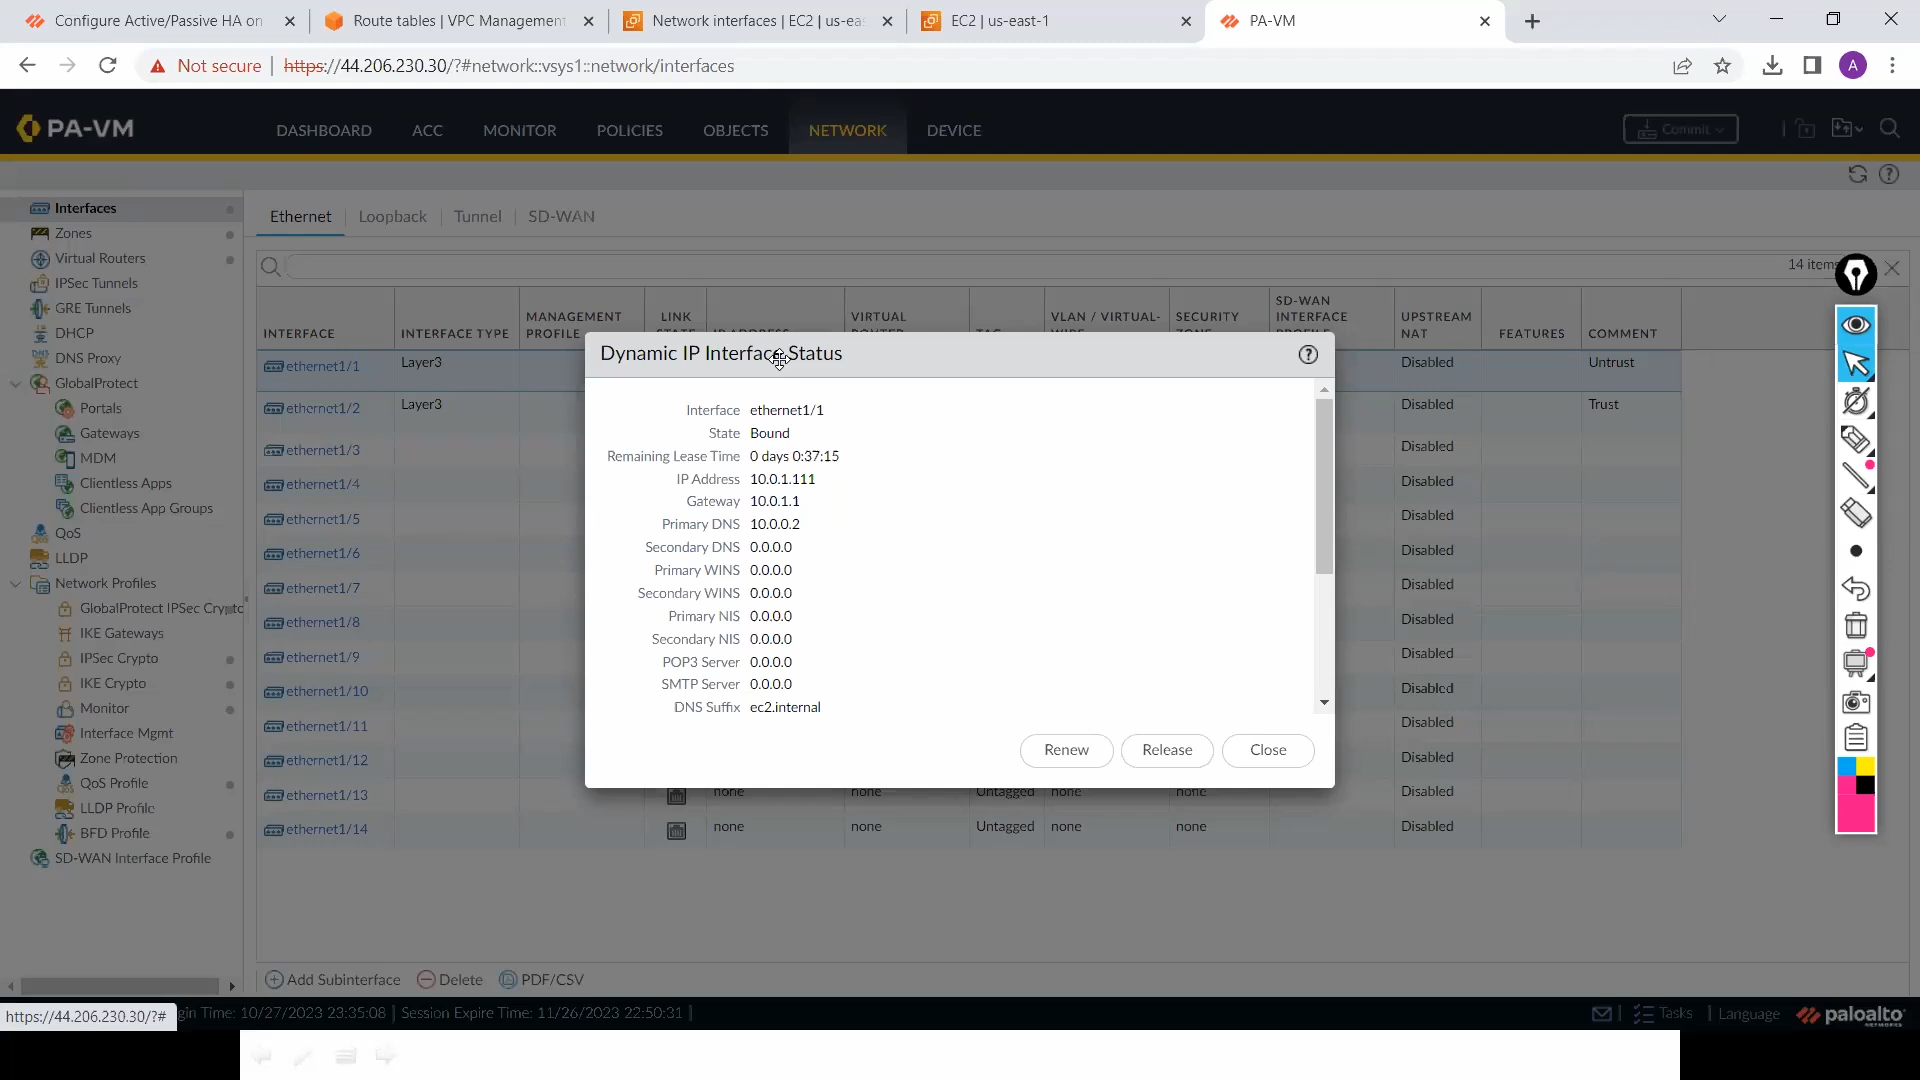 Configure Active/Passive HA on
Route tables | VPC Management
Network interfaces | EC2 | us-eas
EC2 | us-east-1
PA-VM
Not secure
https://44.206.230.30/?#network::vsys1::network/interfaces
A
PA-VM
DASHBOARD
ACC
MONITOR
POLICIES
OBJECTS
NETWORK
DEVICE
Commit
Interfaces
Zones
Virtual Routers
IPSec Tunnels
GRE Tunnels
DHCP
DNS Proxy
GlobalProtect
Portals
Gateways
MDM
Clientless Apps
Clientless App Groups
QoS
LLDP
Network Profiles
GlobalProtect IPSec Crypto
IKE Gateways
IPSec Crypto
IKE Crypto
Monitor
Interface Mgmt
Zone Protection
QoS Profile
LLDP Profile
BFD Profile
SD-WAN Interface Profile
Ethernet
Loopback
Tunnel
SD-WAN
14 items
INTERFACE
INTERFACE TYPE
MANAGEMENT PROFILE
LINK STATE
IP ADDRESS
VIRTUAL ROUTER
TAG
VLAN / VIRTUAL-WIRE
SECURITY ZONE
SD-WAN INTERFACE PROFILE
UPSTREAM NAT
FEATURES
COMMENT
ethernet1/1 Layer3 Disabled Untrust
ethernet1/2 Layer3 Disabled Trust
ethernet1/3 Disabled
ethernet1/4 Disabled
ethernet1/5 Disabled
ethernet1/6 Disabled
ethernet1/7 Disabled
ethernet1/8 Disabled
ethernet1/9 Disabled
ethernet1/10 Disabled
ethernet1/11 Disabled
ethernet1/12 Disabled
ethernet1/13 none none Untagged none none Disabled
ethernet1/14 none none Untagged none none Disabled
Dynamic IP Interface Status
Interface ethernet1/1
State Bound
Remaining Lease Time 0 days 0:37:15
IP Address 10.0.1.111
Gateway 10.0.1.1
Primary DNS 10.0.0.2
Secondary DNS 0.0.0.0
Primary WINS 0.0.0.0
Secondary WINS 0.0.0.0
Primary NIS 0.0.0.0
Secondary NIS 0.0.0.0
POP3 Server 0.0.0.0
SMTP Server 0.0.0.0
DNS Suffix ec2.internal
Renew
Release
Close
Add Subinterface
Delete
PDF/CSV
https://44.206.230.30/?#
gin Time: 10/27/2023 23:35:08 | Session Expire Time: 11/26/2023 22:50:31 |
Tasks | Language
paloalto
NETWORKS